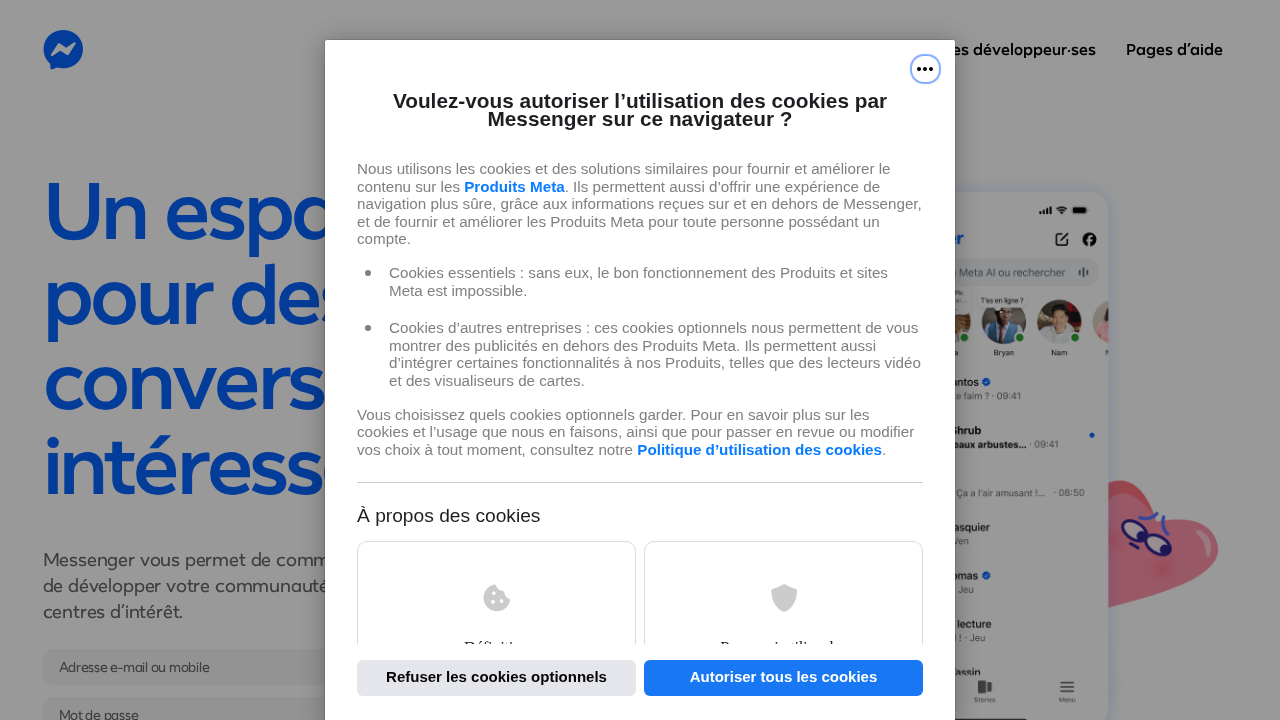 es développeur·ses
Pages d’aide
Voulez-vous autoriser l’utilisation des cookies par
Messenger sur ce navigateur ?
Nous utilisons les cookies et des solutions similaires pour fournir et améliorer le
contenu sur les Produits Meta. Ils permettent aussi d’offrir une expérience de
navigation plus sûre, grâce aux informations reçues sur et en dehors de Messenger,
et de fournir et améliorer les Produits Meta pour toute personne possédant un
compte.
Cookies essentiels : sans eux, le bon fonctionnement des Produits et sites
Meta est impossible.
Cookies d’autres entreprises : ces cookies optionnels nous permettent de vous
montrer des publicités en dehors des Produits Meta. Ils permettent aussi
d’intégrer certaines fonctionnalités à nos Produits, telles que des lecteurs vidéo
et des visualiseurs de cartes.
Vous choisissez quels cookies optionnels garder. Pour en savoir plus sur les
cookies et l’usage que nous en faisons, ainsi que pour passer en revue ou modifier
vos choix à tout moment, consultez notre Politique d’utilisation des cookies.
À propos des cookies
Refuser les cookies optionnels
Autoriser tous les cookies
Un espa
pour des
convers
intéress
Messenger vous permet de comm
de développer votre communauté
centres d’intérêt.
Adresse e-mail ou mobile
Mot de passe
er
Meta AI ou rechercher
T'es en ligne ?
Bryan
Nam
antos
e faim ? · 09:41
Shrub
eaux arbustes... · 09:41
Ça a l'air amusant !... · 08:50
asquier
Ven
omas
Jeu
lecture
! · Jeu
assin
Stories
Menu